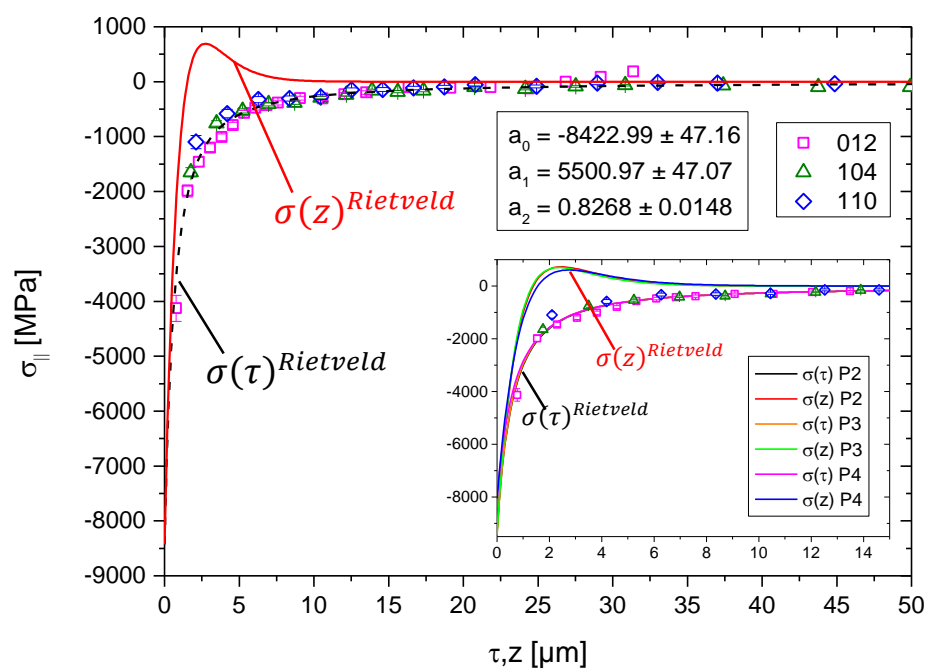 1000
0
-1000
-2000
-3000
-4000
-5000
-6000
-7000
-8000
-9000
σ|| [MPa]
0 5 10 15 20 25 30 35 40 45 50
τ,z [µm]
σ(z)^Rietveld
σ(τ)^Rietveld
a₀ = -8422.99 ± 47.16
a₁ = 5500.97 ± 47.07
a₂ = 0.8268 ± 0.0148
012
104
110
0
-2000
-4000
-6000
-8000
0 2 4 6 8 10 12 14
σ(z)^Rietveld
σ(τ)^Rietveld
σ(τ) P2
σ(z) P2
σ(τ) P3
σ(z) P3
σ(τ) P4
σ(z) P4